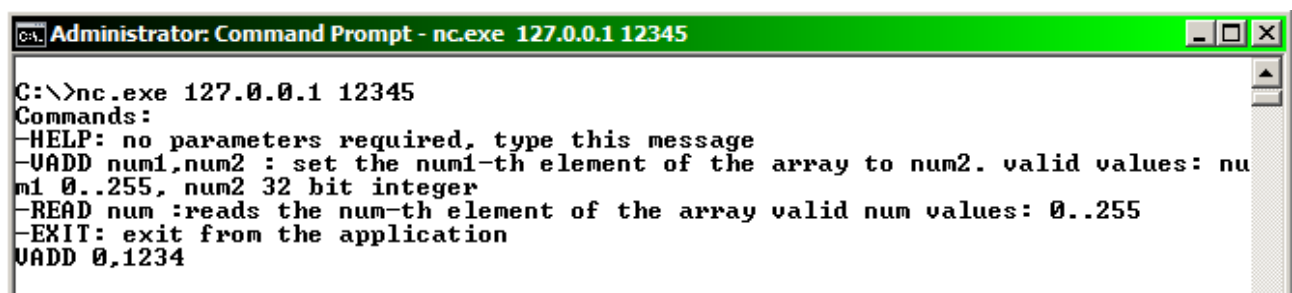 Administrator: Command Prompt - nc.exe 127.0.0.1 12345
C:\>nc.exe 127.0.0.1 12345
Commands:
-HELP: no parameters required, type this message
-VADD num1,num2 : set the num1-th element of the array to num2. valid values: nu
m1 0..255, num2 32 bit integer
-READ num :reads the num-th element of the array valid num values: 0..255
-EXIT: exit from the application
VADD 0,1234